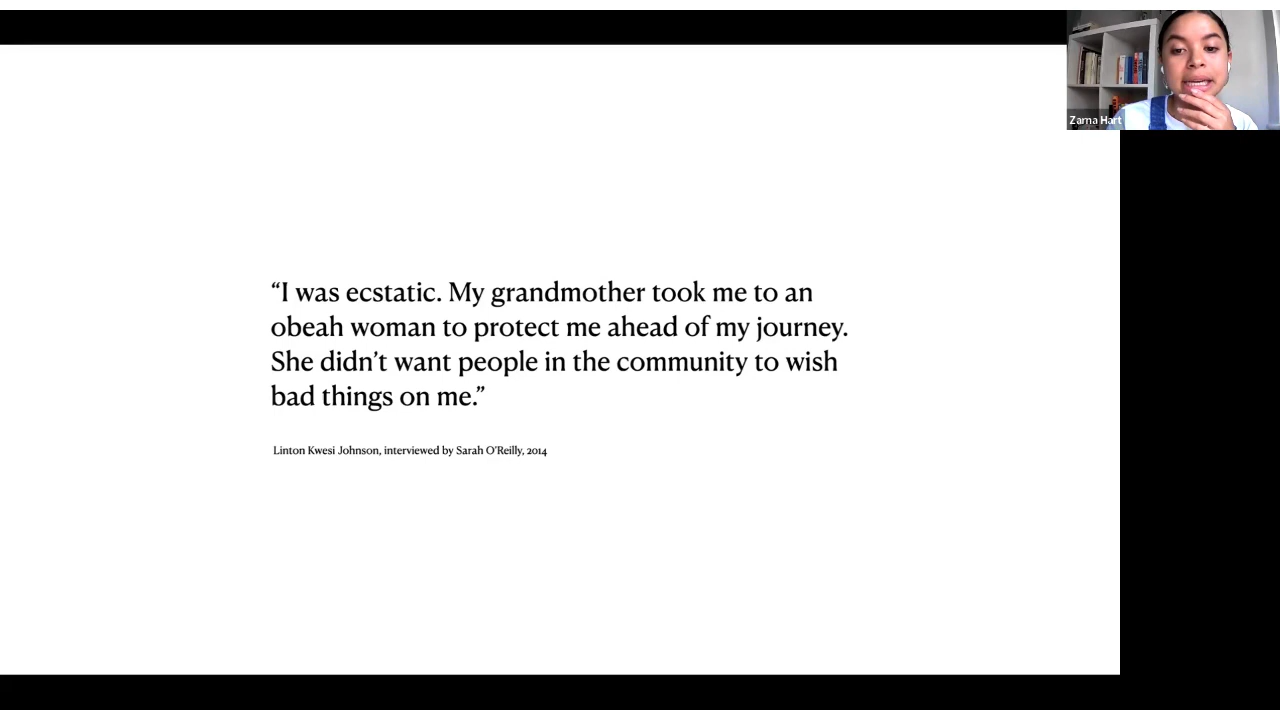 Zarna Hart
“I was ecstatic. My grandmother took me to an
obeah woman to protect me ahead of my journey.
She didn’t want people in the community to wish
bad things on me.”
Linton Kwesi Johnson, interviewed by Sarah O’Reilly, 2014